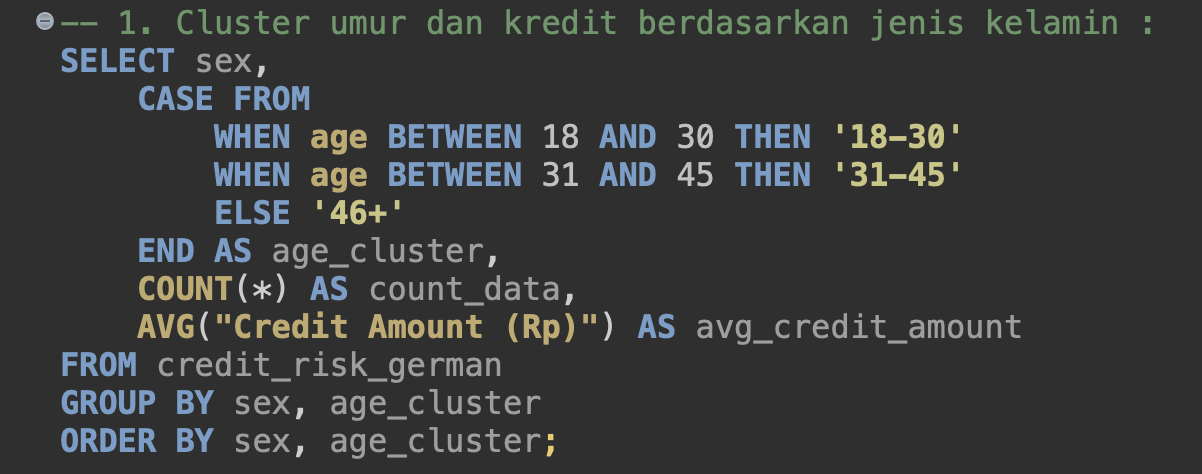 -- 1. Cluster umur dan kredit berdasarkan jenis kelamin :
SELECT sex,
CASE FROM
WHEN age BETWEEN 18 AND 30 THEN '18-30'
WHEN age BETWEEN 31 AND 45 THEN '31-45'
ELSE '46+'
END AS age_cluster,
COUNT(*) AS count_data,
AVG("Credit Amount (Rp)") AS avg_credit_amount
FROM credit_risk_german
GROUP BY sex, age_cluster
ORDER BY sex, age_cluster;